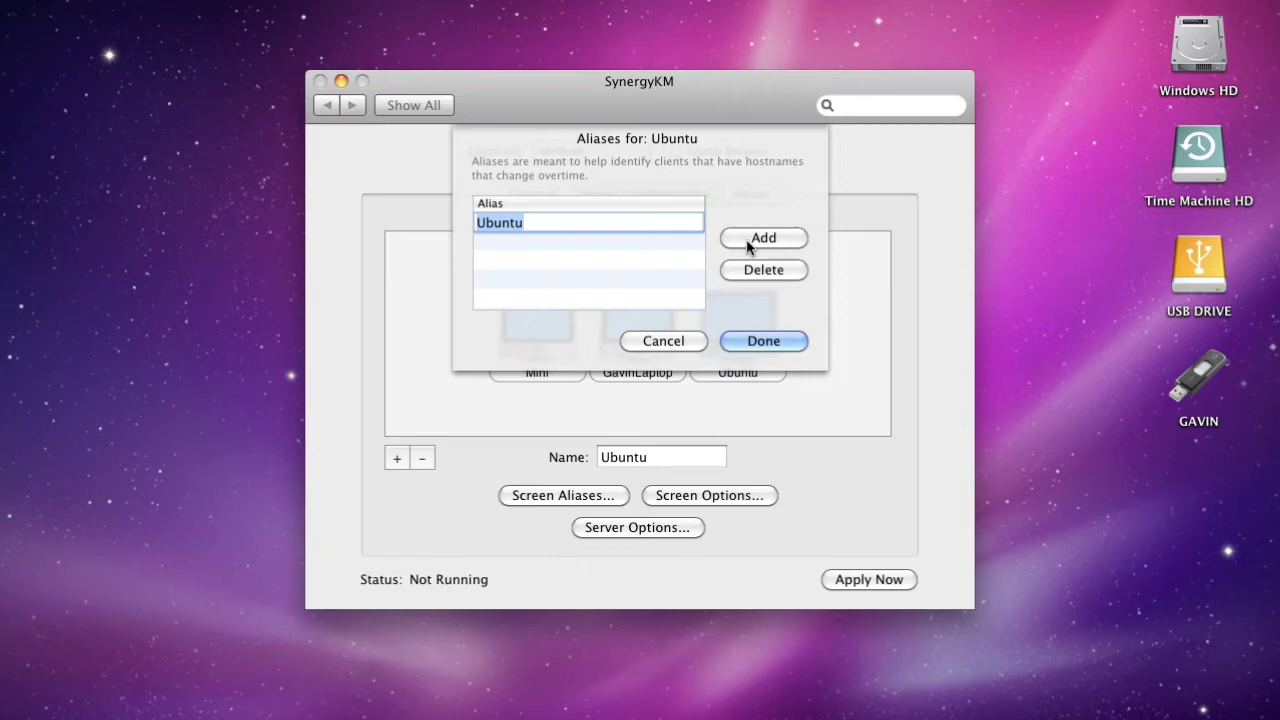 SynergyKM
Show All
Aliases for: Ubuntu
Aliases are meant to help identify clients that have hostnames
that change overtime.
Alias
Ubuntu
Add
Delete
Cancel
Done
Mini
GavinLaptop
Ubuntu
+
-
Name:
Ubuntu
Screen Aliases...
Screen Options...
Server Options...
Status: Not Running
Apply Now
Windows HD
Time Machine HD
USB DRIVE
GAVIN